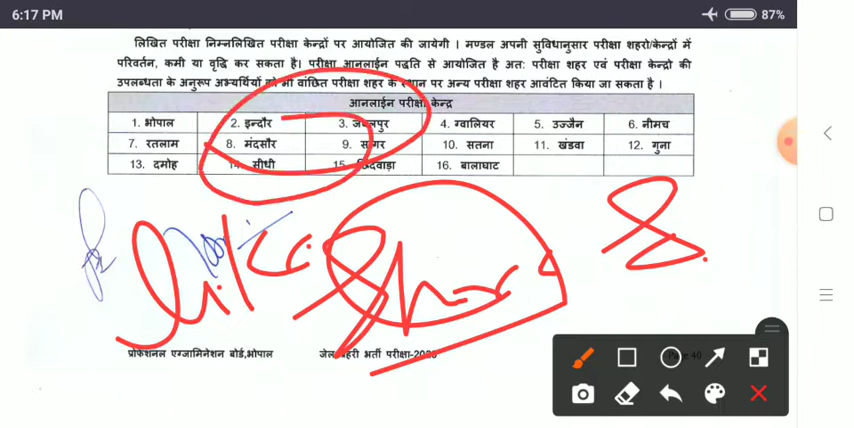 6:17 PM 87%
लिखित परीक्षा निम्नलिखित परीक्षा केन्द्रों पर आयोजित की जायेगी । मण्डल अपनी सुविधानुसार परीक्षा शहरो/केन्द्रों में
परिवर्तन, कमी या वृद्धि कर सकता है। परीक्षा आनलाईन पद्धति से आयोजित है अतः परीक्षा शहर एवं परीक्षा केन्द्रो की
उपलब्धता के अनुरूप अभ्यर्थियों को भी वांछित परीक्षा शहर के स्थान पर अन्य परीक्षा शहर आवंटित किया जा सकता है ।
आनलाईन परीक्षा केन्द्र
1. भोपाल 2. इन्दौर 3. जबलपुर 4. ग्वालियर 5. उज्जैन 6. नीमच
7. रतलाम 8. मंदसौर 9. सागर 10. सतना 11. खंडवा 12. गुना
13. दमोह 14. सीधी 15. छिंदवाड़ा 16. बालाघाट
Like Share &
प्रोफेशनल एग्जामिनेशन बोर्ड,भोपाल जेल प्रहरी भर्ती परीक्षा-2020 Page 40